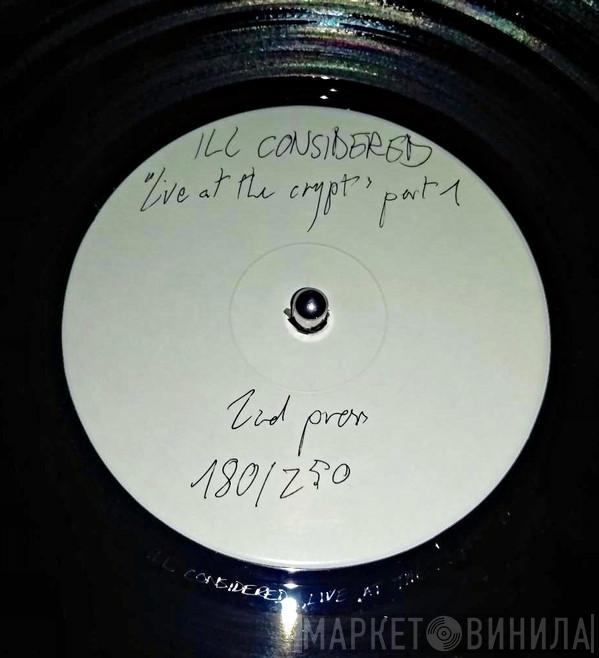 ILL CONSIDERED
"Live at the crypt" part 1
2nd press
180/250
ILL CONSIDERED LIVE AT THE
МАРКЕТ ВИНИЛА